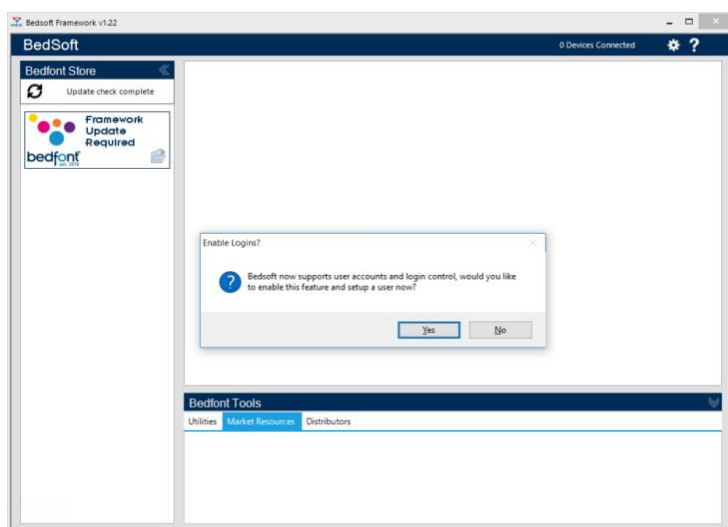 Bedsoft Framework v1.22
BedSoft
0 Devices Connected
?
Bedfont Store
Update check complete
Framework
Update
Required
bedfont
est. 1976
Enable Logins?
?
Bedsoft now supports user accounts and login control, would you like
to enable this feature and setup a user now?
Yes
No
Bedfont Tools
Utilities
Market Resources
Distributors